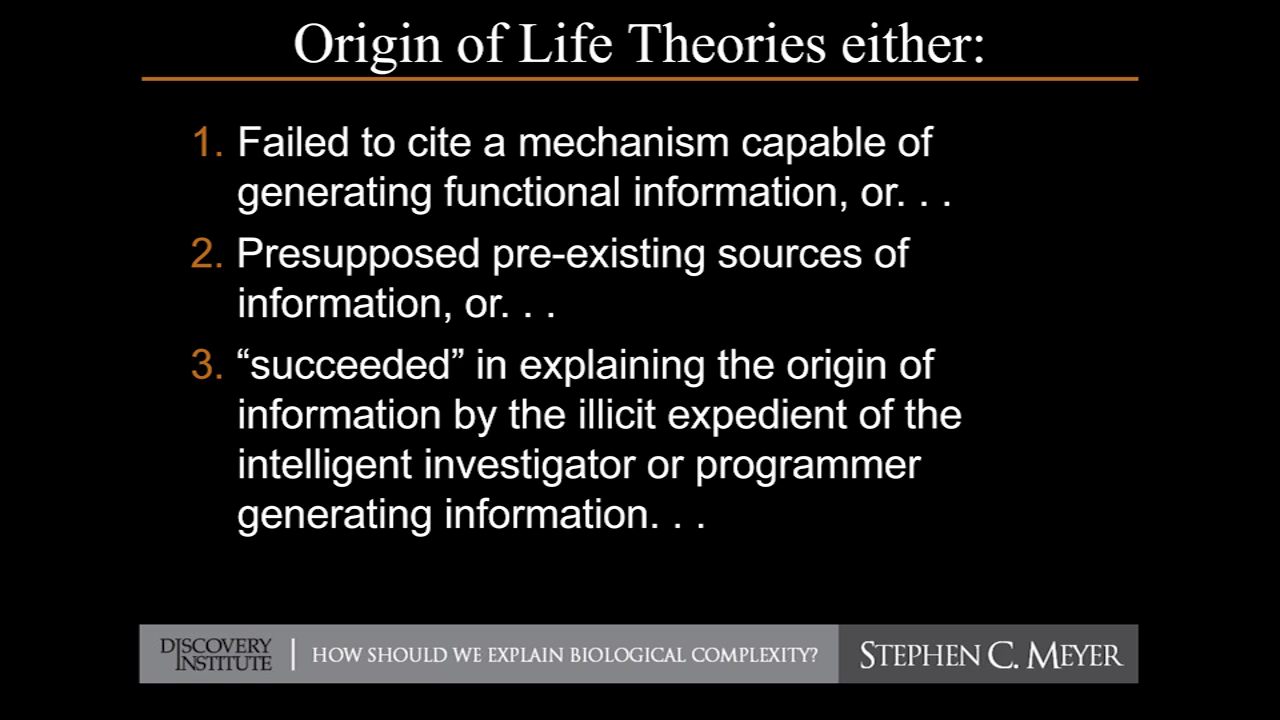 Origin of Life Theories either:
1. Failed to cite a mechanism capable of
generating functional information, or. . .
2. Presupposed pre-existing sources of
information, or. . .
3. “succeeded” in explaining the origin of
information by the illicit expedient of the
intelligent investigator or programmer
generating information. . .
DISCOVERY
INSTITUTE
HOW SHOULD WE EXPLAIN BIOLOGICAL COMPLEXITY?
STEPHEN C. MEYER